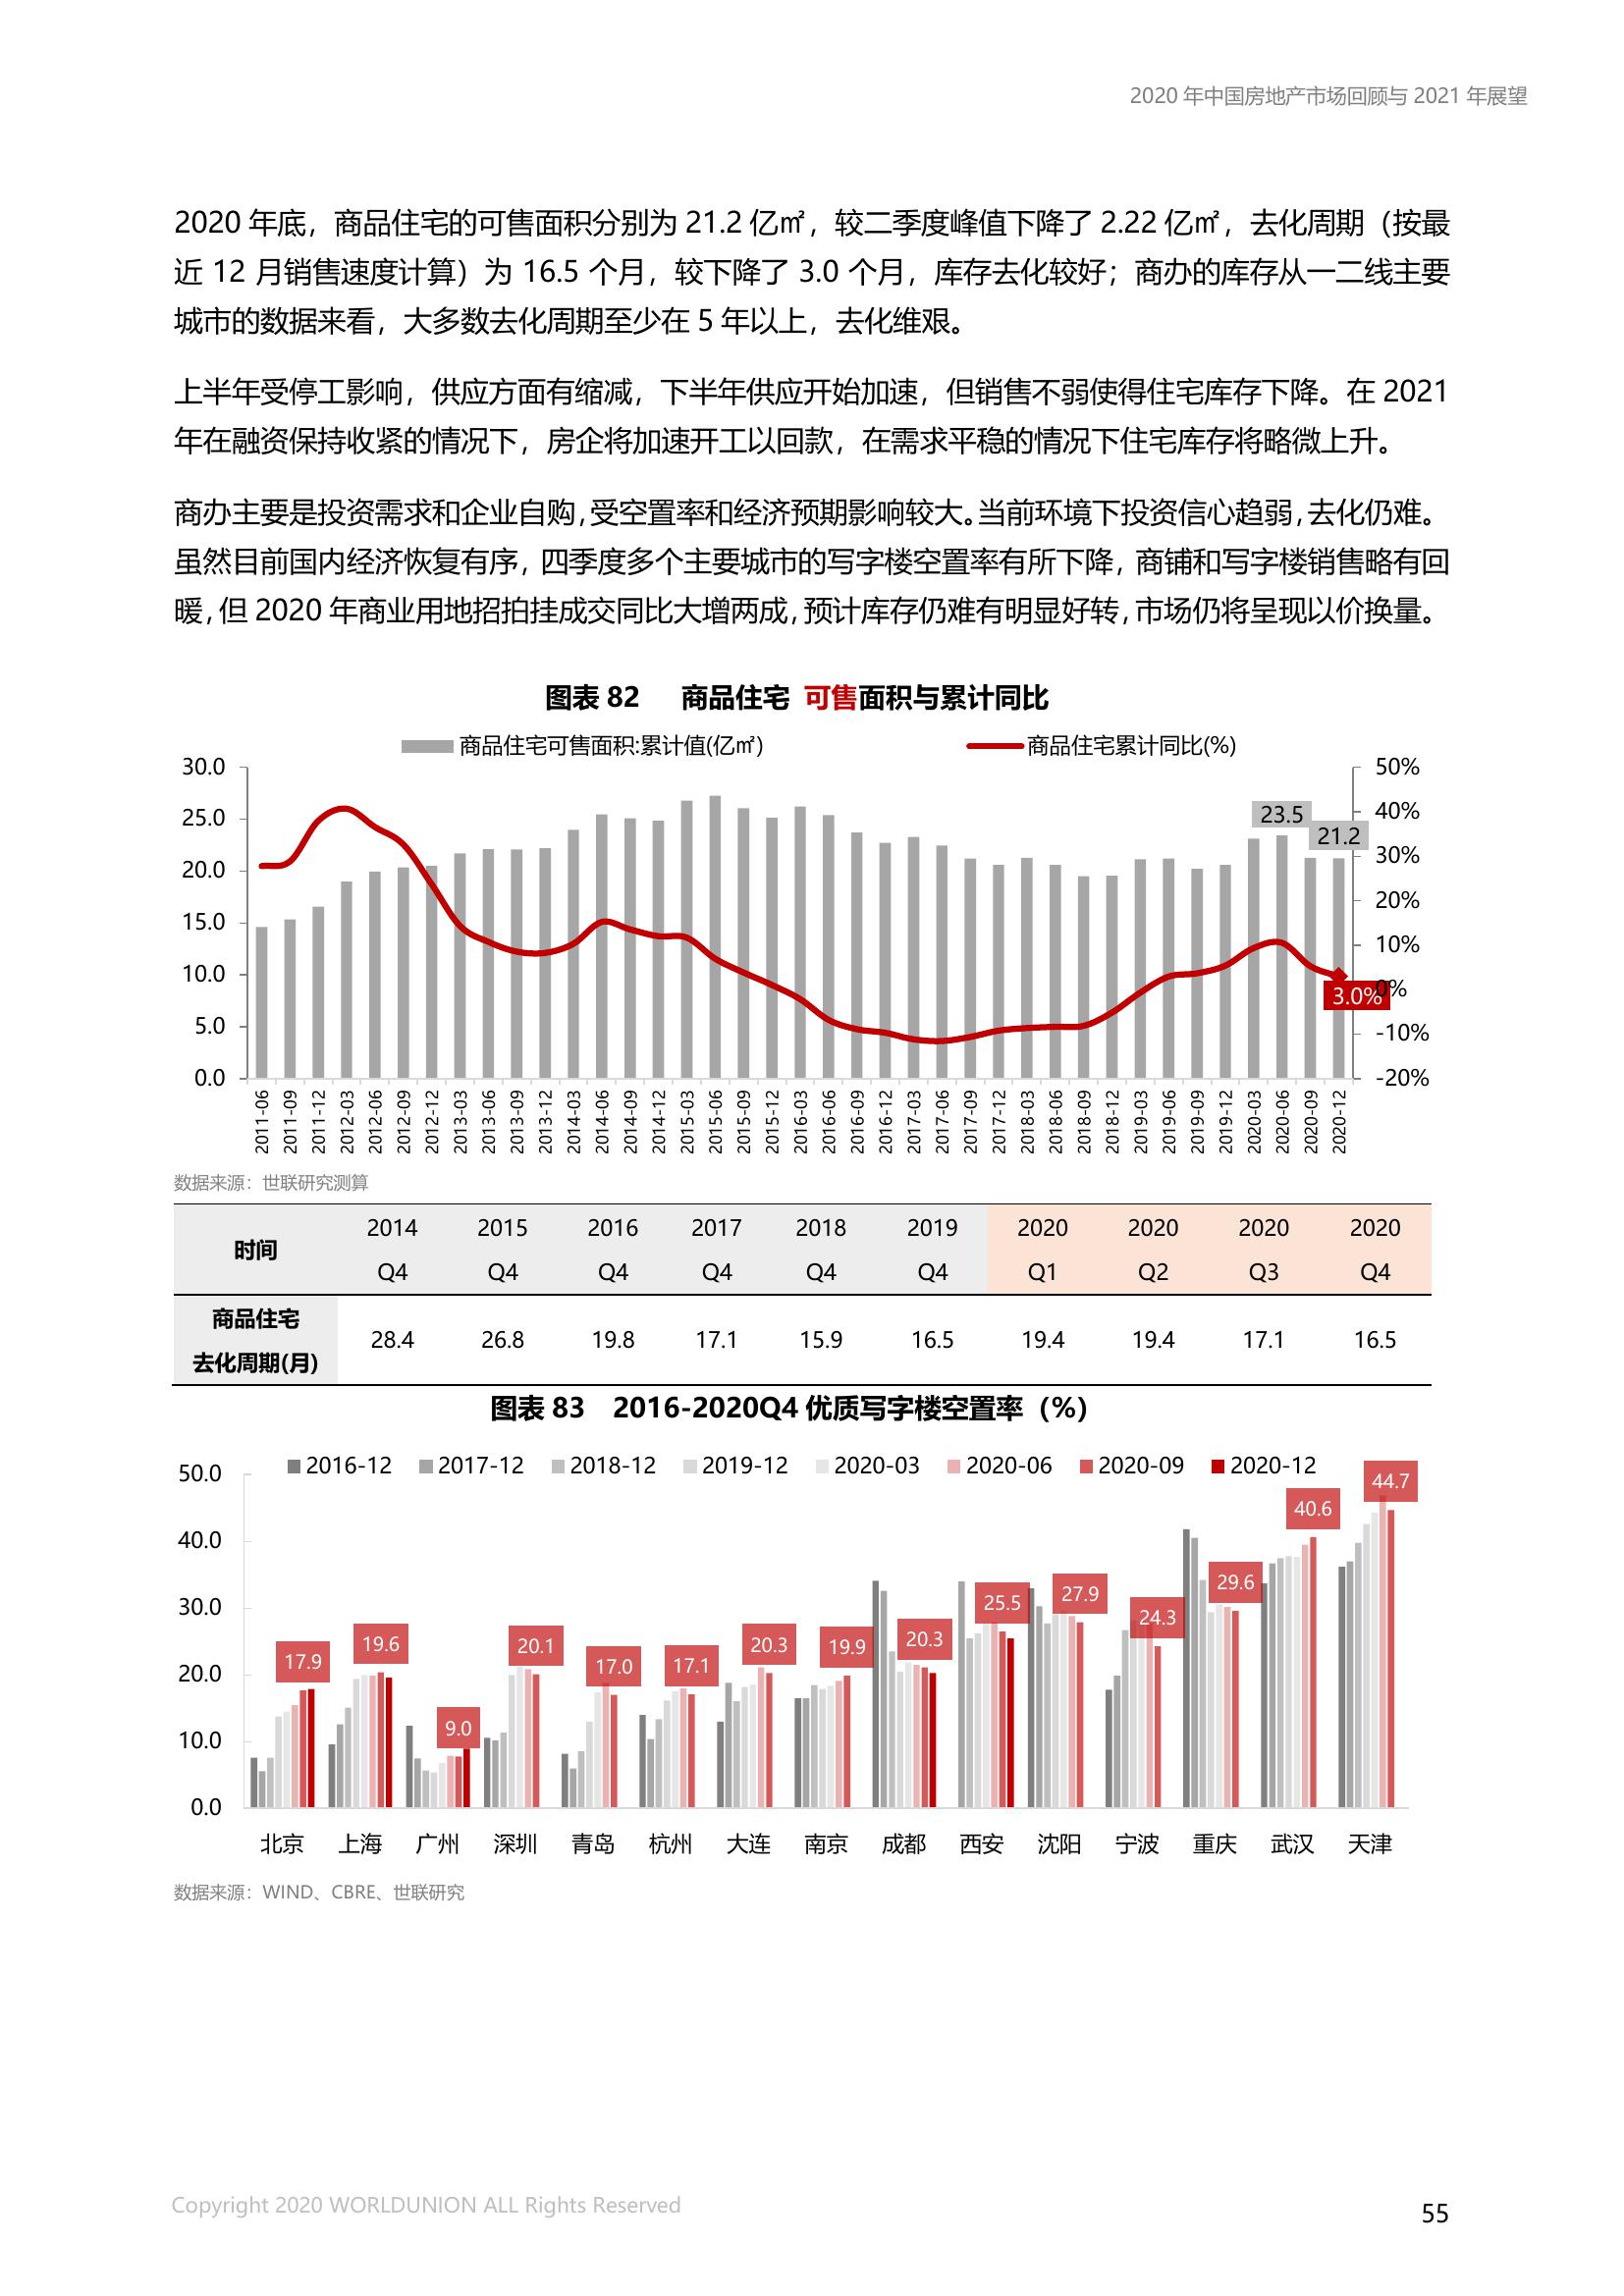 2020 年中国房地产市场回顾与 2021 年展望
2020 年底，商品住宅的可售面积分别为 21.2 亿㎡，较二季度峰值下降了 2.22 亿㎡，去化周期（按最
近 12 月销售速度计算）为 16.5 个月，较下降了 3.0 个月，库存去化较好；商办的库存从一二线主要
城市的数据来看，大多数去化周期至少在 5 年以上，去化维艰。
上半年受停工影响，供应方面有缩减，下半年供应开始加速，但销售不弱使得住宅库存下降。在 2021
年在融资保持收紧的情况下，房企将加速开工以回款，在需求平稳的情况下住宅库存将略微上升。
商办主要是投资需求和企业自购，受空置率和经济预期影响较大。当前环境下投资信心趋弱，去化仍难。
虽然目前国内经济恢复有序，四季度多个主要城市的写字楼空置率有所下降，商铺和写字楼销售略有回
暖，但 2020 年商业用地招拍挂成交同比大增两成，预计库存仍难有明显好转，市场仍将呈现以价换量。
图表 82 商品住宅 可售面积与累计同比
商品住宅可售面积:累计值(亿㎡) 商品住宅累计同比(%)
30.0
25.0
20.0
15.0
10.0
5.0
0.0
50%
40%
30%
20%
10%
0%
-10%
-20%
23.5
21.2
3.0%
2011-06 2011-09 2011-12 2012-03 2012-06 2012-09 2012-12 2013-03 2013-06 2013-09 2013-12 2014-03 2014-06 2014-09 2014-12 2015-03 2015-06 2015-09 2015-12 2016-03 2016-06 2016-09 2016-12 2017-03 2017-06 2017-09 2017-12 2018-03 2018-06 2018-09 2018-12 2019-03 2019-06 2019-09 2019-12 2020-03 2020-06 2020-09 2020-12
数据来源：世联研究测算
时间 2014 2015 2016 2017 2018 2019 2020 2020 2020 2020
Q4 Q4 Q4 Q4 Q4 Q4 Q1 Q2 Q3 Q4
商品住宅
去化周期(月) 28.4 26.8 19.8 17.1 15.9 16.5 19.4 19.4 17.1 16.5
图表 83 2016-2020Q4 优质写字楼空置率（%）
2016-12 2017-12 2018-12 2019-12 2020-03 2020-06 2020-09 2020-12
50.0
40.0
30.0
20.0
10.0
0.0
17.9 19.6 9.0 20.1 17.0 17.1 20.3 19.9 20.3 25.5 27.9 24.3 29.6 40.6 44.7
北京 上海 广州 深圳 青岛 杭州 大连 南京 成都 西安 沈阳 宁波 重庆 武汉 天津
数据来源：WIND、CBRE、世联研究
Copyright 2020 WORLDUNION ALL Rights Reserved
55